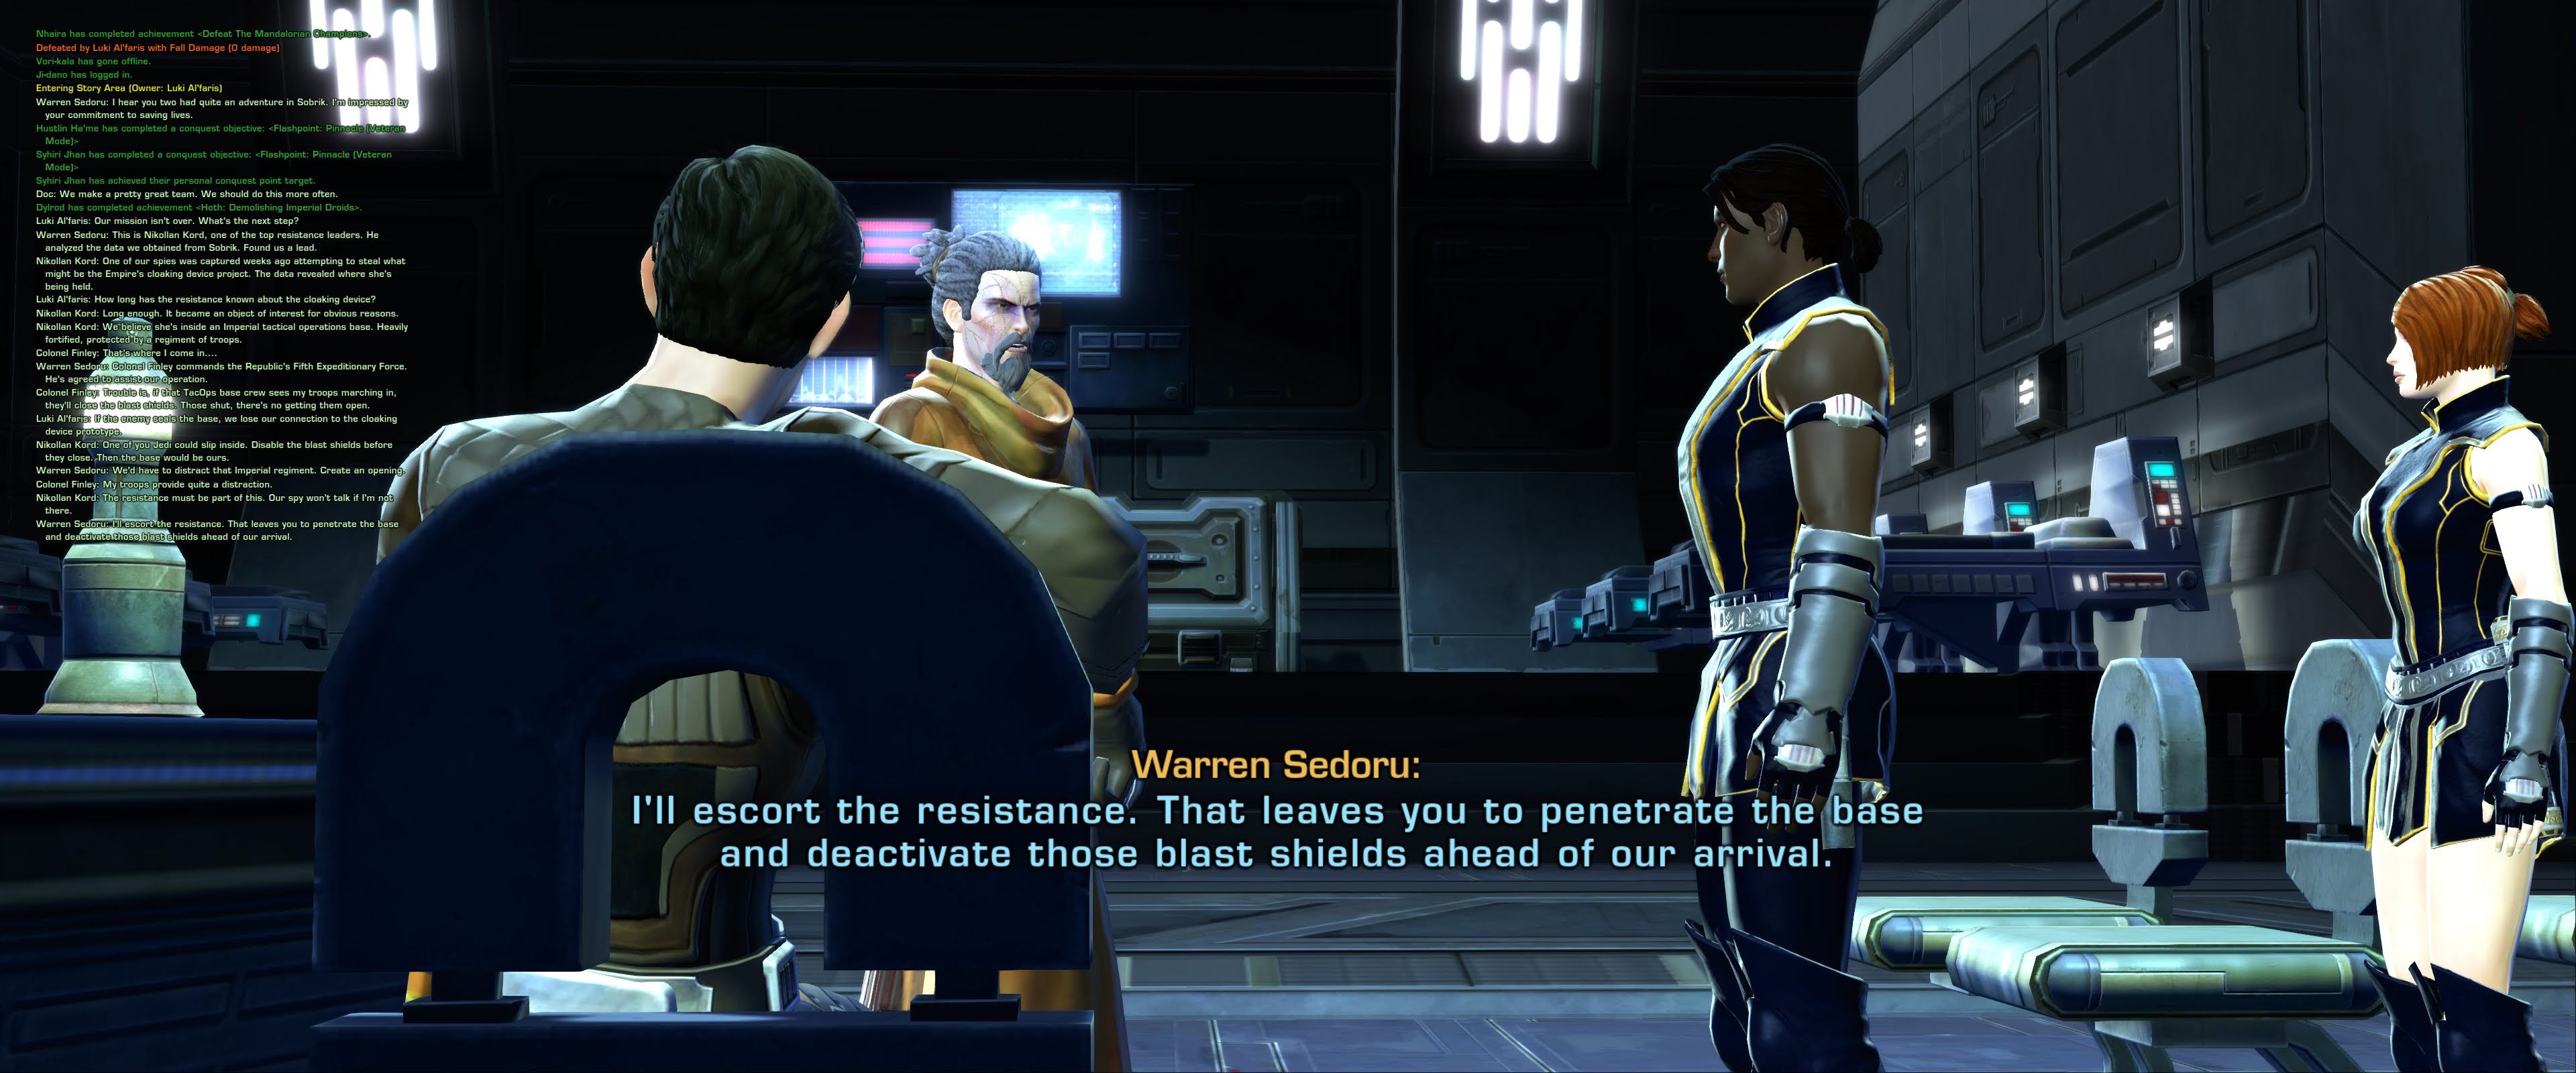 Nhaira has completed achievement <Defeat The Mandalorian Champions>.
Defeated by Luki Al'faris with Fall Damage (0 damage)
Vori-kala has gone offline.
Ji-dano has logged in.
Entering Story Area (Owner: Luki Al'faris)
Warren Sedoru: I hear you two had quite an adventure in Sobrik. I'm impressed by
your commitment to saving lives.
Hustlin Ha'me has completed a conquest objective: <Flashpoint: Pinnacle (Veteran
Mode)>
Syhiri Jhan has completed a conquest objective: <Flashpoint: Pinnacle (Veteran
Mode)>
Syhiri Jhan has achieved their personal conquest point target.
Doc: We make a pretty great team. We should do this more often.
Dylrod has completed achievement <Hoth: Demolishing Imperial Droids>.
Luki Al'faris: Our mission isn't over. What's the next step?
Warren Sedoru: This is Nikollan Kord, one of the top resistance leaders. He
analyzed the data we obtained from Sobrik. Found us a lead.
Nikollan Kord: One of our spies was captured weeks ago attempting to steal what
might be the Empire's cloaking device project. The data revealed where she's
being held.
Luki Al'faris: How long has the resistance known about the cloaking device?
Nikollan Kord: Long enough. It became an object of interest for obvious reasons.
Nikollan Kord: We believe she's inside an Imperial tactical operations base. Heavily
fortified, protected by a regiment of troops.
Colonel Finley: That's where I come in....
Warren Sedoru: Colonel Finley commands the Republic's Fifth Expeditionary Force.
He's agreed to assist our operation.
Colonel Finley: Trouble is, if that TacOps base crew sees my troops marching in,
they'll close the blast shields. Those shut, there's no getting them open.
Luki Al'faris: If the enemy seals the base, we lose our connection to the cloaking
device prototype.
Nikollan Kord: One of you Jedi could slip inside. Disable the blast shields before
they close. Then the base would be ours.
Warren Sedoru: We'd have to distract that Imperial regiment. Create an opening.
Colonel Finley: My troops provide quite a distraction.
Nikollan Kord: The resistance must be part of this. Our spy won't talk if I'm not
there.
Warren Sedoru: I'll escort the resistance. That leaves you to penetrate the base
and deactivate those blast shields ahead of our arrival.
Warren Sedoru:
I'll escort the resistance. That leaves you to penetrate the base
and deactivate those blast shields ahead of our arrival.